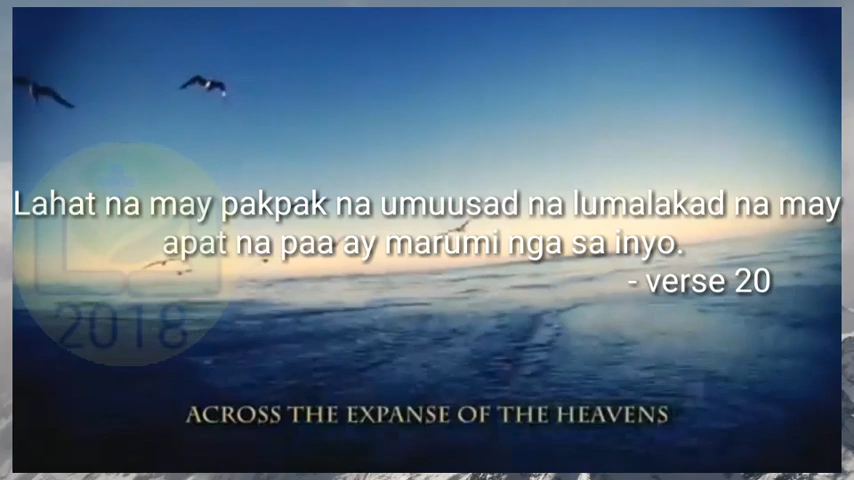 Lahat na may pakpak na umuusad na lumalakad na may
apat na paa ay marumi nga sa inyo.
- verse 20
2018
ACROSS THE EXPANSE OF THE HEAVENS